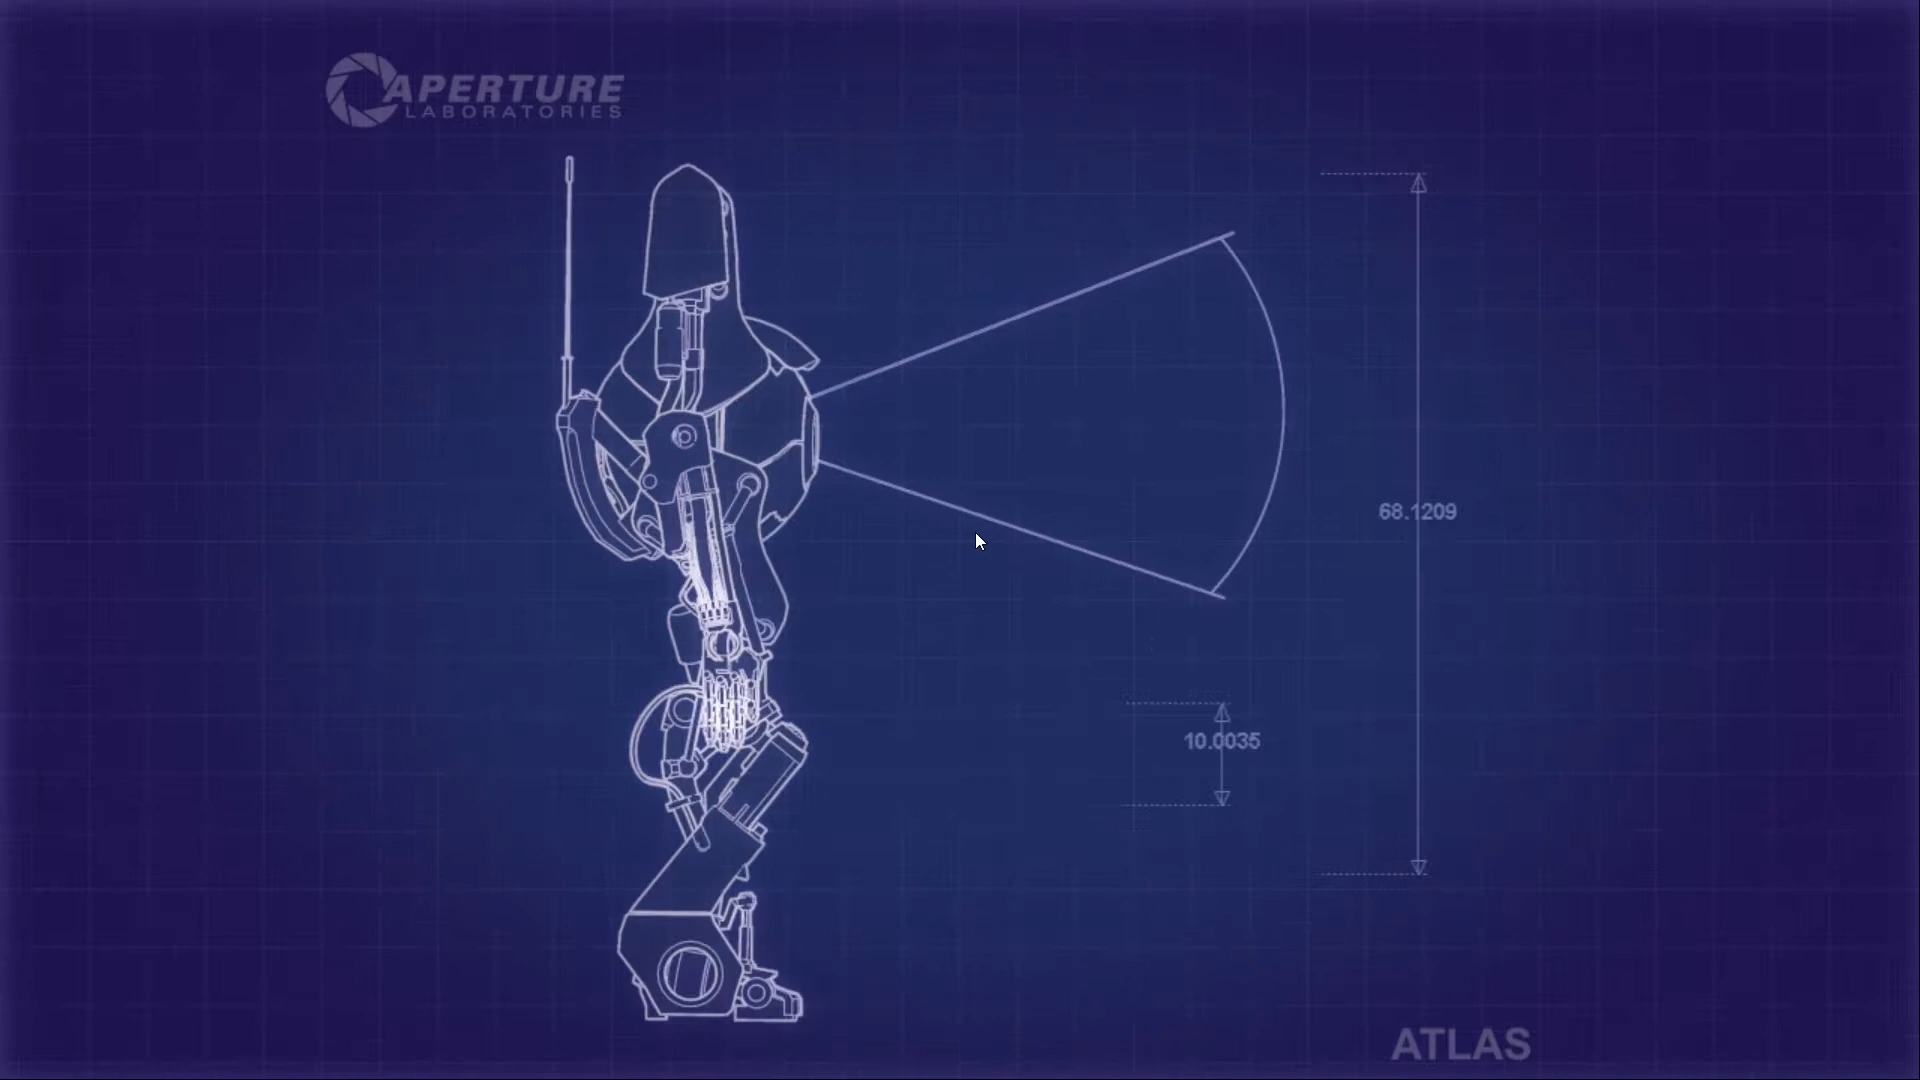 APERTURE
LABORATORIES
68.1209
10.0035
ATLAS